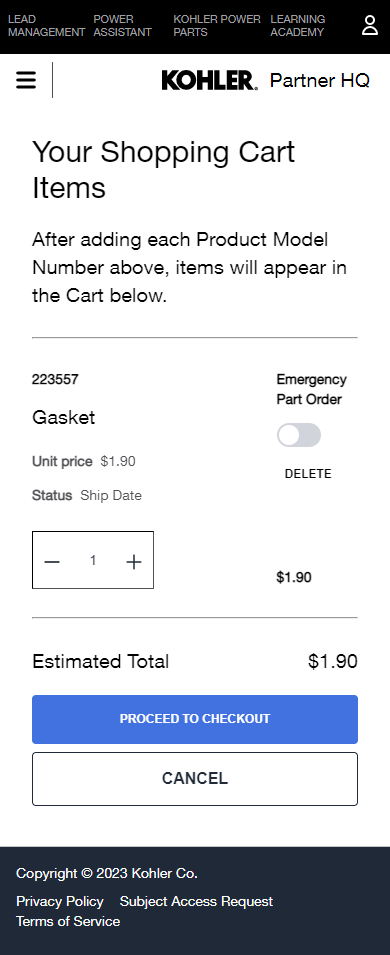 LEAD MANAGEMENT
POWER ASSISTANT
KOHLER POWER PARTS
LEARNING ACADEMY
KOHLER. Partner HQ
Your Shopping Cart
Items
After adding each Product Model
Number above, items will appear in
the Cart below.
223557
Gasket
Unit price $1.90
Status Ship Date
Emergency
Part Order
DELETE
1
$1.90
Estimated Total $1.90
PROCEED TO CHECKOUT
CANCEL
Copyright © 2023 Kohler Co.
Privacy Policy Subject Access Request
Terms of Service